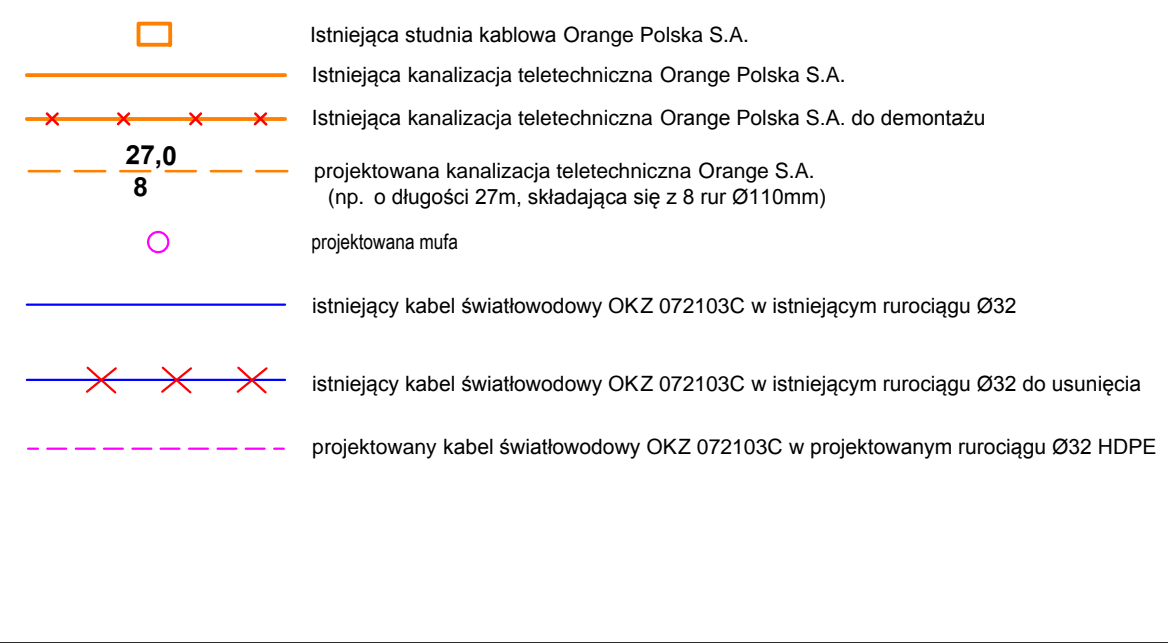 Istniejąca studnia kablowa Orange Polska S.A.
Istniejąca kanalizacja teletechniczna Orange Polska S.A.
Istniejąca kanalizacja teletechniczna Orange Polska S.A. do demontażu
27,0
8
projektowana kanalizacja teletechniczna Orange S.A.
(np. o długości 27m, składająca się z 8 rur Ø110mm)
projektowana mufa
istniejący kabel światłowodowy OKZ 072103C w istniejącym rurociągu Ø32
istniejący kabel światłowodowy OKZ 072103C w istniejącym rurociągu Ø32 do usunięcia
projektowany kabel światłowodowy OKZ 072103C w projektowanym rurociągu Ø32 HDPE